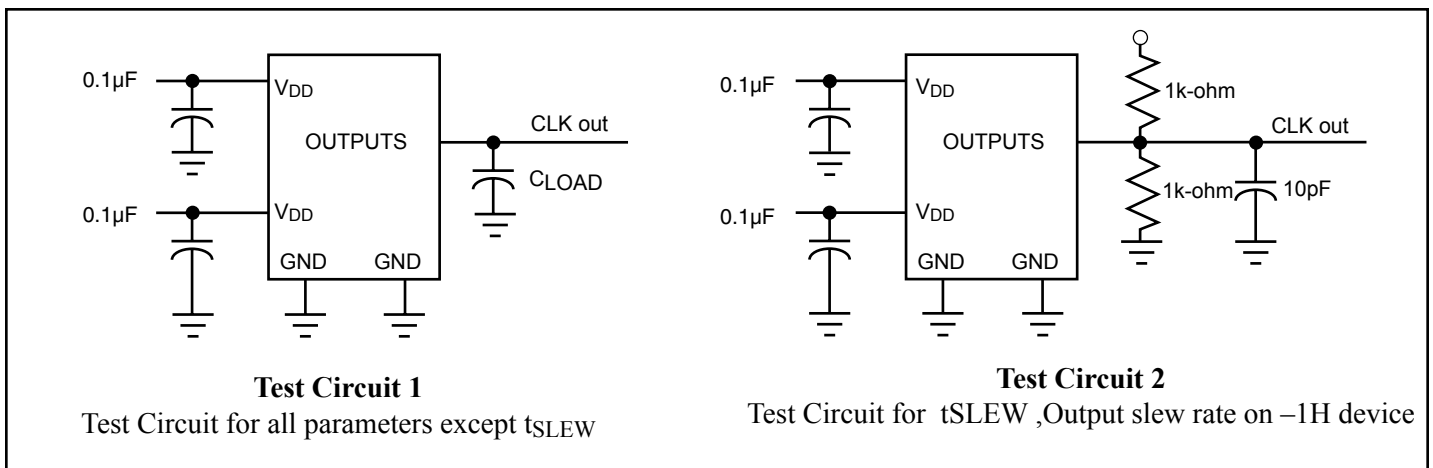 0.1µF
VDD
OUTPUTS
CLK out
CLOAD
0.1µF
VDD
GND GND
Test Circuit 1
Test Circuit for all parameters except tSLEW
0.1µF
VDD
OUTPUTS
1k-ohm
CLK out
1k-ohm
10pF
0.1µF
VDD
GND GND
Test Circuit 2
Test Circuit for tSLEW ,Output slew rate on –1H device